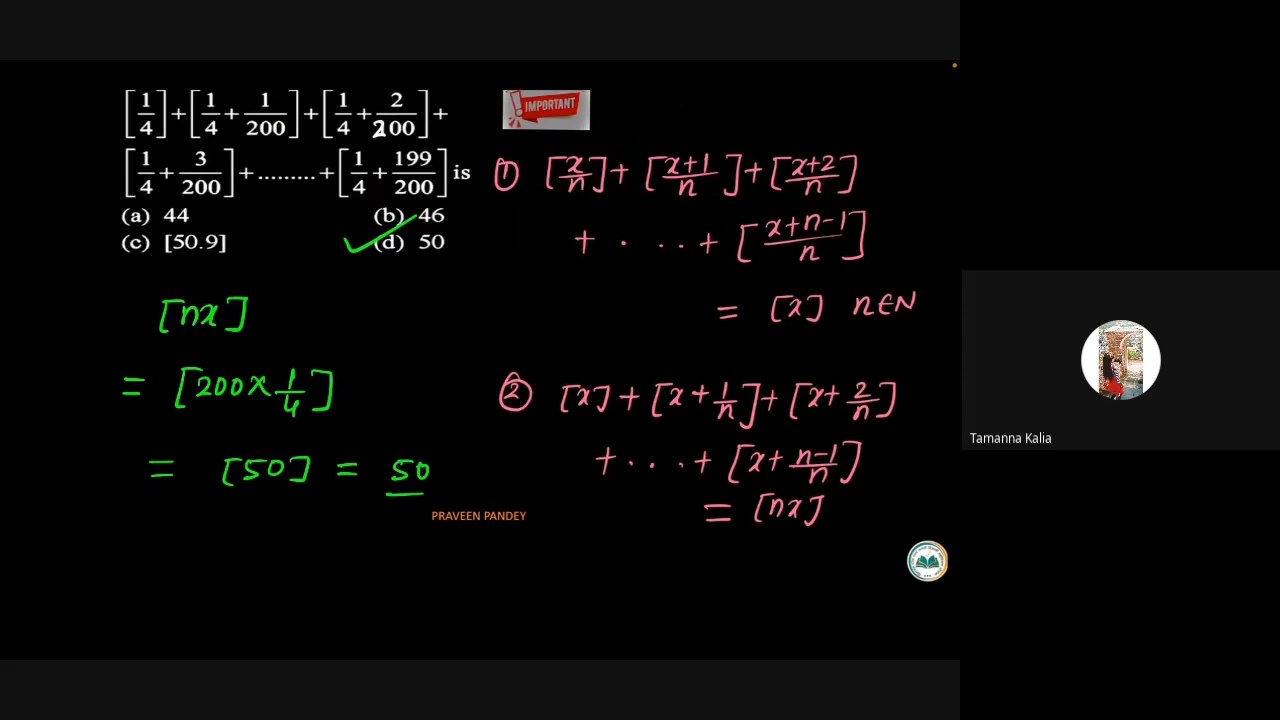 [1/4]+[1/4+1/200]+[1/4+2/200]+
[1/4+3/200]+.........+[1/4+199/200] is
(a) 44
(b) 46
(c) [50.9]
(d) 50
[nx]
= [200×1/4]
= [50] = 50
PRAVEEN PANDEY
IMPORTANT
① [x/n]+ [x+1/n]+[x+2/n]
+ . . . + [x+n-1/n]
= [x] n∈N
② [x]+[x+1/n]+[x+2/n]
+ . . . + [x+n-1/n]
= [nx]
Tamanna Kalia